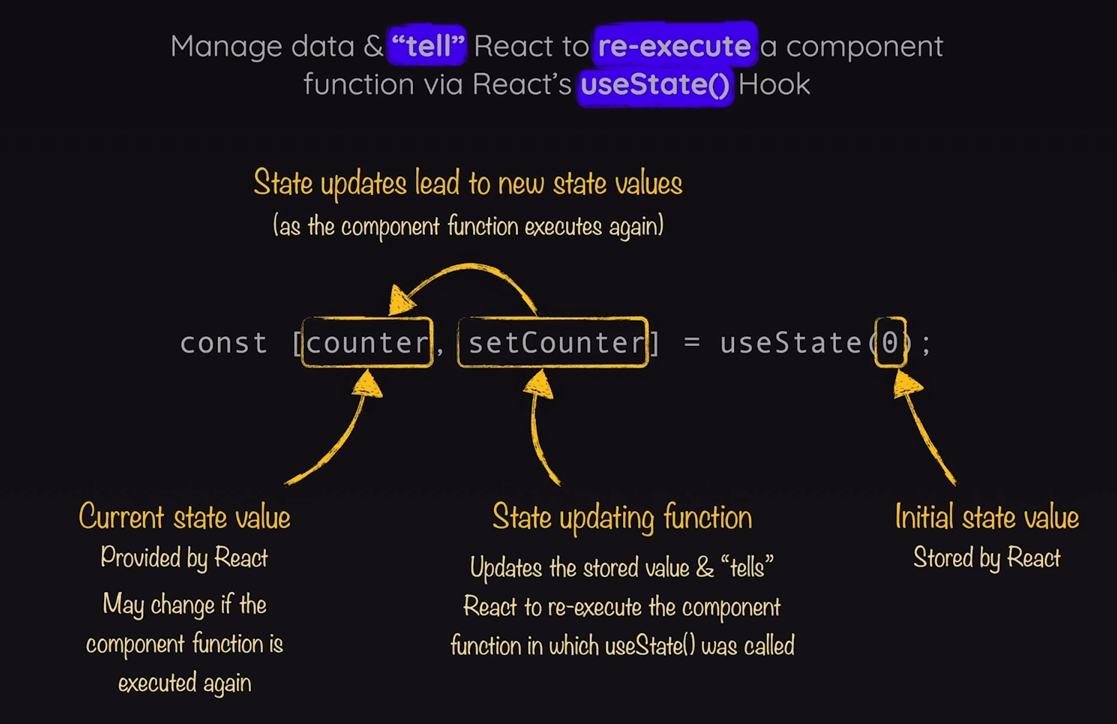 Manage data & “tell” React to re-execute a component
function via React’s useState() Hook
State updates lead to new state values
(as the component function executes again)
const [counter, setCounter] = useState(0);
Current state value
Provided by React
May change if the
component function is
executed again
State updating function
Updates the stored value & “tells”
React to re-execute the component
function in which useState() was called
Initial state value
Stored by React